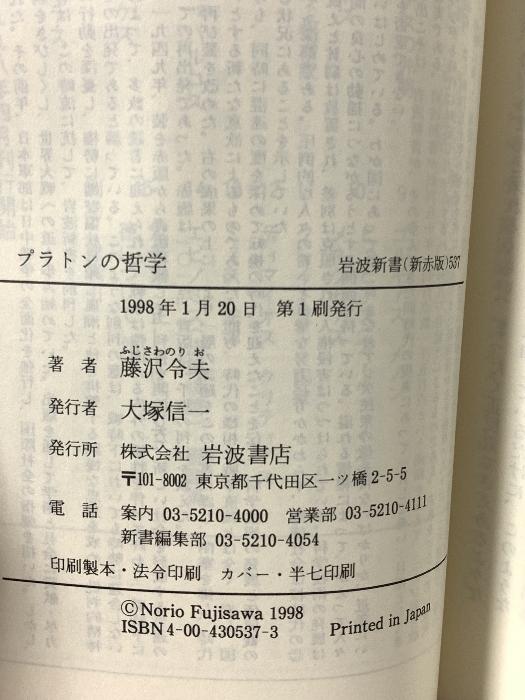 プラトンの哲学 岩波新書(新赤版)537
1998年1月20日 第1刷発行
ふじさわのりお
著者 藤沢令夫
発行者 大塚信一
発行所 株式会社 岩波書店
〒101-8002 東京都千代田区一ツ橋2-5-5
電話 案内 03-5210-4000 営業部 03-5210-4111
新書編集部 03-5210-4054
印刷製本・法令印刷 カバー・半七印刷
©Norio Fujisawa 1998
ISBN4-00-430537-3 Printed in Japan